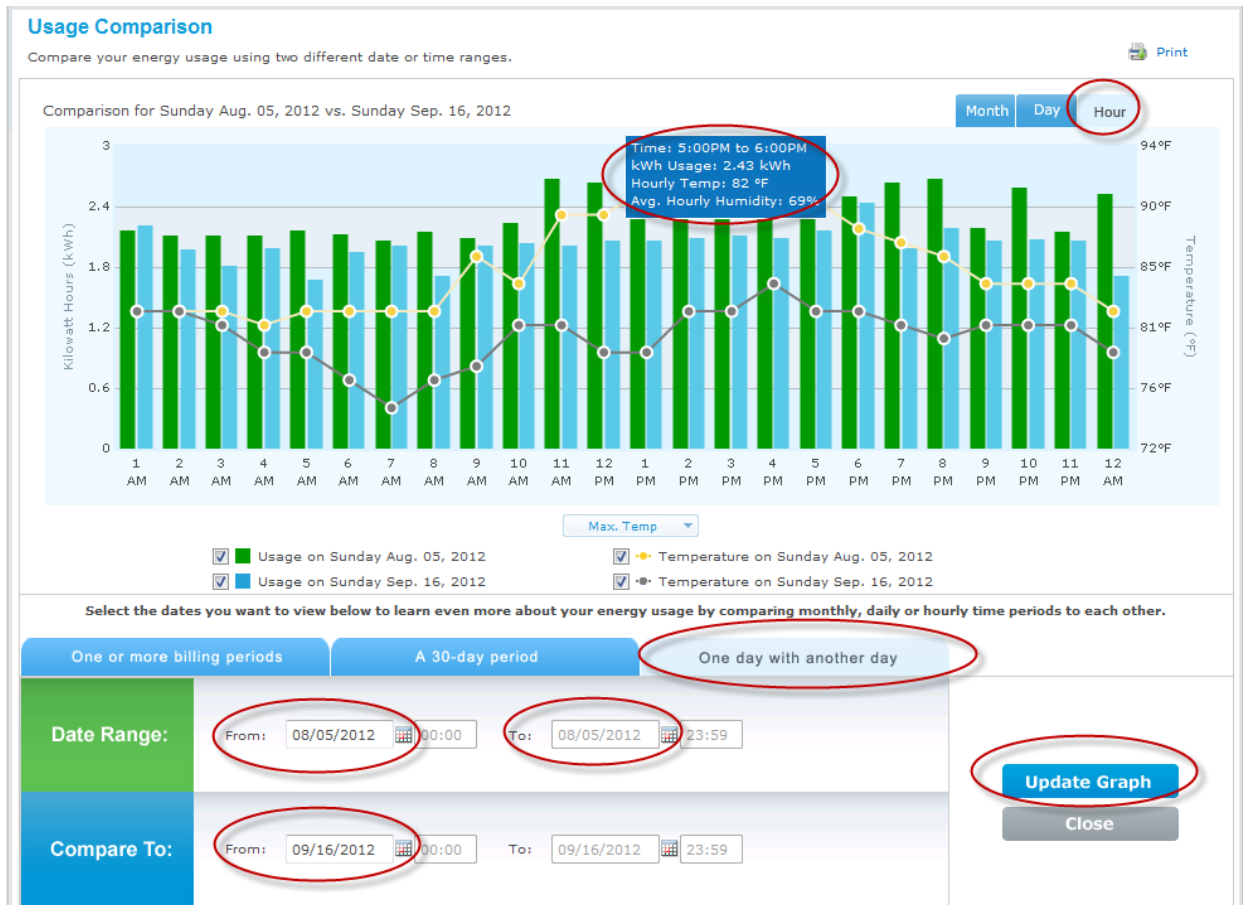 Usage Comparison
Compare your energy usage using two different date or time ranges.
Print
Comparison for Sunday Aug. 05, 2012 vs. Sunday Sep. 16, 2012
Month Day Hour
Time: 5:00PM to 6:00PM
kWh Usage: 2.43 kWh
Hourly Temp: 82 °F
Avg. Hourly Humidity: 69%
Kilowatt Hours (kWh)
3
2.4
1.8
1.2
0.6
0
94°F
90°F
85°F
81°F
76°F
72°F
Temperature (°F)
1 2 3 4 5 6 7 8 9 10 11 12 1 2 3 4 5 6 7 8 9 10 11 12
AM AM AM AM AM AM AM AM AM AM AM PM PM PM PM PM PM PM PM PM PM PM PM AM
Max. Temp
Usage on Sunday Aug. 05, 2012
Temperature on Sunday Aug. 05, 2012
Usage on Sunday Sep. 16, 2012
Temperature on Sunday Sep. 16, 2012
Select the dates you want to view below to learn even more about your energy usage by comparing monthly, daily or hourly time periods to each other.
One or more billing periods
A 30-day period
One day with another day
Date Range: From: 08/05/2012 00:00 To: 08/05/2012 23:59
Update Graph
Close
Compare To: From: 09/16/2012 00:00 To: 09/16/2012 23:59